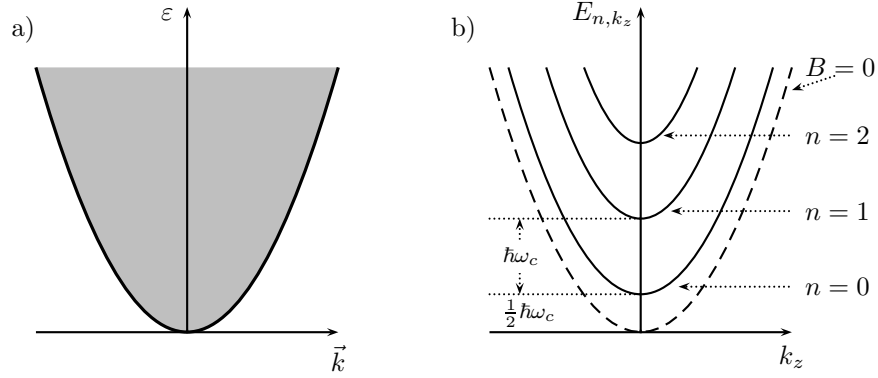 a)
ε
k⃗
b)
E_{n,k_z}
B = 0
n = 2
n = 1
ħω_c
n = 0
½ħω_c
k_z